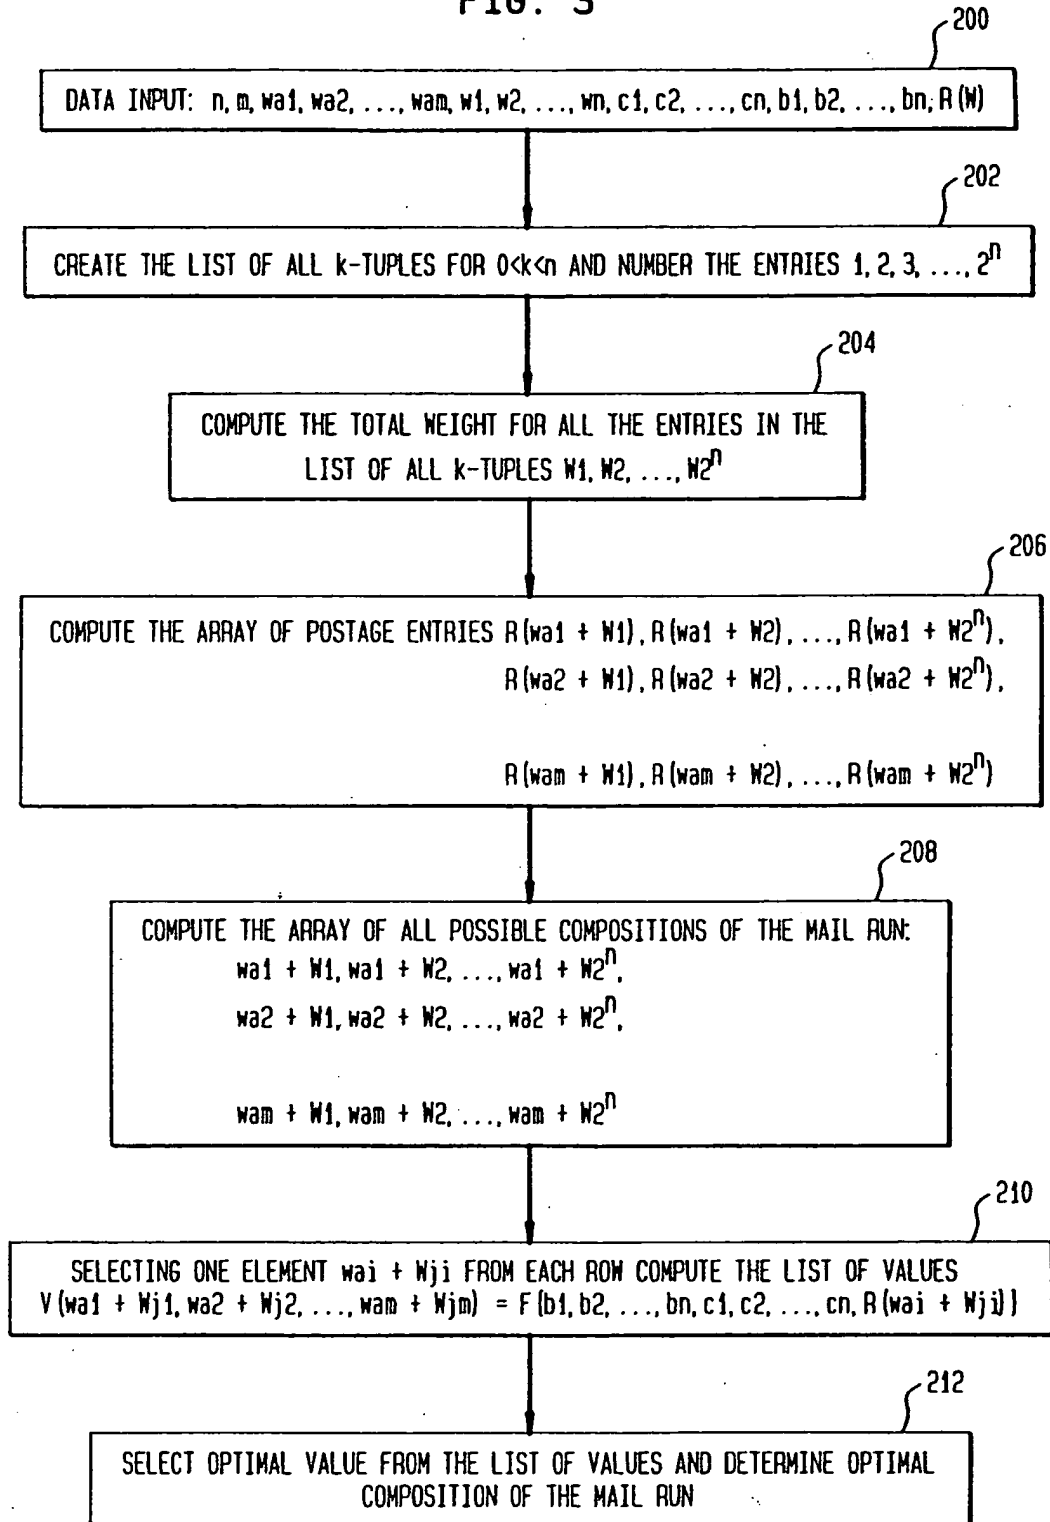 FIG. 3
200
DATA INPUT: n, m, wa1, wa2, ..., wam, w1, w2, ..., wn, c1, c2, ..., cn, b1, b2, ..., bn, R(W)
202
CREATE THE LIST OF ALL k-TUPLES FOR 0<k<n AND NUMBER THE ENTRIES 1, 2, 3, ..., 2^n
204
COMPUTE THE TOTAL WEIGHT FOR ALL THE ENTRIES IN THE
LIST OF ALL k-TUPLES W1, W2, ..., W2^n
206
COMPUTE THE ARRAY OF POSTAGE ENTRIES R(wa1 + W1), R(wa1 + W2), ..., R(wa1 + W2^n),
R(wa2 + W1), R(wa2 + W2), ..., R(wa2 + W2^n),
R(wam + W1), R(wam + W2), ..., R(wam + W2^n)
208
COMPUTE THE ARRAY OF ALL POSSIBLE COMPOSITIONS OF THE MAIL RUN:
wa1 + W1, wa1 + W2, ..., wa1 + W2^n,
wa2 + W1, wa2 + W2, ..., wa2 + W2^n,
wam + W1, wam + W2, ..., wam + W2^n
210
SELECTING ONE ELEMENT wai + Wji FROM EACH ROW COMPUTE THE LIST OF VALUES
V(wa1 + Wj1, wa2 + Wj2, ..., wam + Wjm) = F(b1, b2, ..., bn, c1, c2, ..., cn, R(wai + Wji))
212
SELECT OPTIMAL VALUE FROM THE LIST OF VALUES AND DETERMINE OPTIMAL
COMPOSITION OF THE MAIL RUN